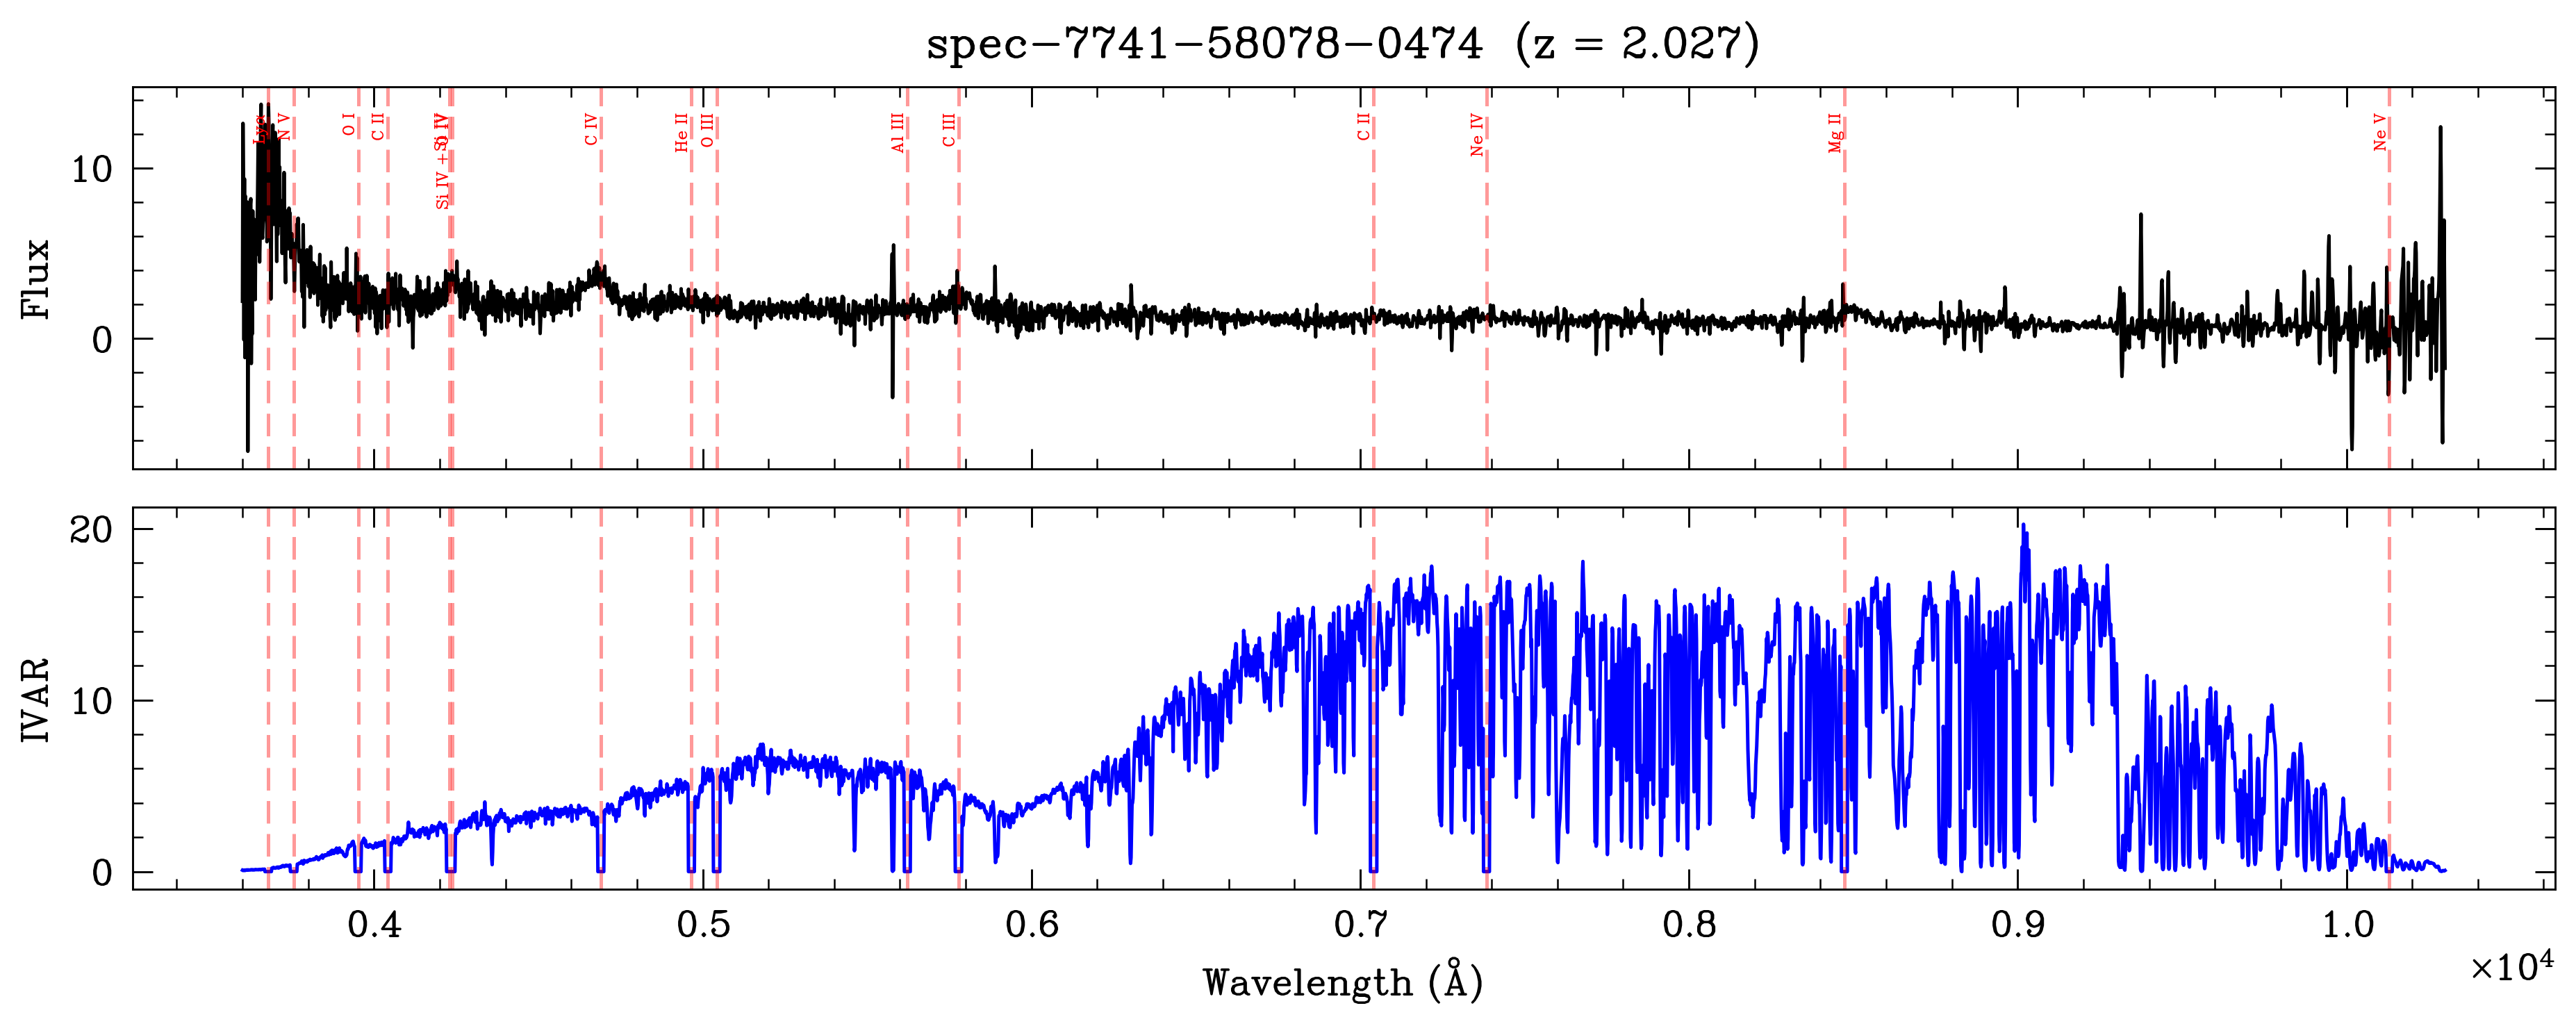 spec-7741-58078-0474 (z = 2.027)
Flux
10
0
N V
O I
C II
Si IV +
C IV
He II
O III
Al III
C III
C II
Ne IV
Mg II
Ne V
IVAR
20
10
0
0.4 0.5 0.6 0.7 0.8 0.9 1.0
×10⁴
Wavelength (Å)